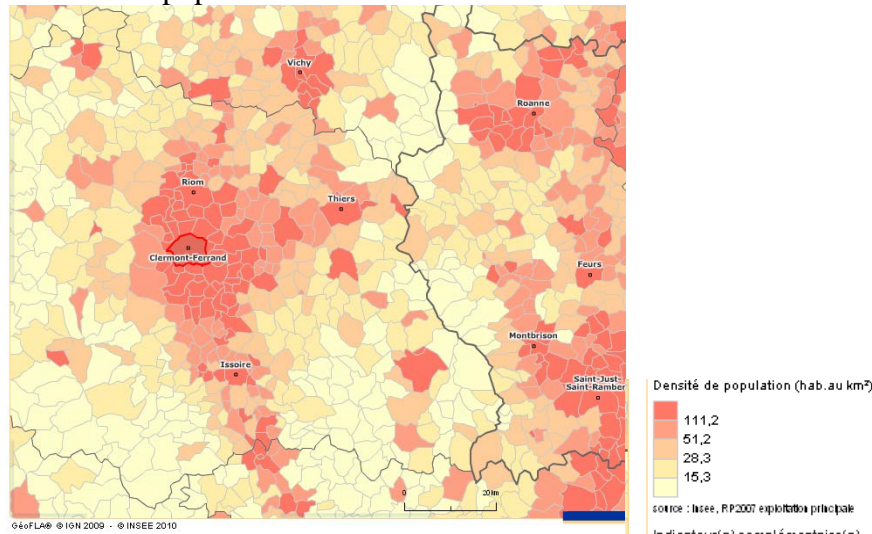 Vichy
Roanne
Riom
Thiers
Clermont-Ferrand
Feurs
Montbrison
Issoire
Saint-Just-
Saint-Ramber
0 20 km
GéoFLA® © IGN 2009 - © INSEE 2010
Densité de population (hab.au km²)
111,2
51,2
28,3
15,3
source : Insee, RP2007 exploitation principale